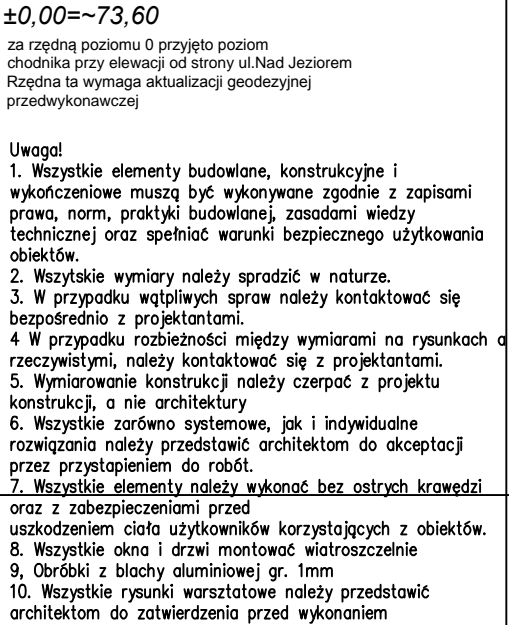 ±0,00=~73,60
za rzędną poziomu 0 przyjęto poziom
chodnika przy elewacji od strony ul.Nad Jeziorem
Rzędna ta wymaga aktualizacji geodezyjnej
przedwykonawczej
Uwaga!
1. Wszystkie elementy budowlane, konstrukcyjne i
wykończeniowe muszą być wykonywane zgodnie z zapisami
prawa, norm, praktyki budowlanej, zasadami wiedzy
technicznej oraz spełniać warunki bezpiecznego użytkowania
obiektów.
2. Wszytskie wymiary należy spradzić w naturze.
3. W przypadku wątpliwych spraw należy kontaktować się
bezpośrednio z projektantami.
4 W przypadku rozbieżności między wymiarami na rysunkach a
rzeczywistymi, należy kontaktować się z projektantami.
5. Wymiarowanie konstrukcji należy czerpać z projektu
konstrukcji, a nie architektury
6. Wszystkie zarówno systemowe, jak i indywidualne
rozwiązania należy przedstawić architektom do akceptacji
przez przystapieniem do robót.
7. Wszystkie elementy należy wykonać bez ostrych krawędzi
oraz z zabezpieczeniami przed
uszkodzeniem ciała użytkowników korzystających z obiektów.
8. Wszystkie okna i drzwi montować wiatroszczelnie
9, Obróbki z blachy aluminiowej gr. 1mm
10. Wszystkie rysunki warsztatowe należy przedstawić
architektom do zatwierdzenia przed wykonaniem